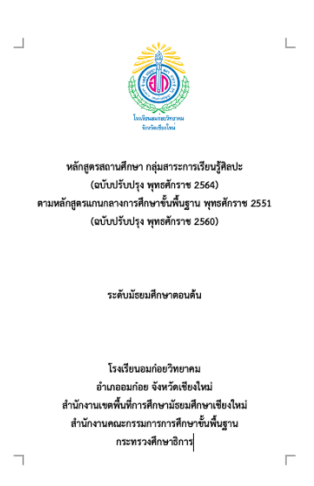 โรงเรียนอมก๋อยวิทยาคม
จังหวัดเชียงใหม่
หลักสูตรสถานศึกษา กลุ่มสาระการเรียนรู้ศิลปะ
(ฉบับปรับปรุง พุทธศักราช 2564)
ตามหลักสูตรแกนกลางการศึกษาขั้นพื้นฐาน พุทธศักราช 2551
(ฉบับปรับปรุง พุทธศักราช 2560)
ระดับมัธยมศึกษาตอนต้น
โรงเรียนอมก๋อยวิทยาคม
อำเภออมก๋อย จังหวัดเชียงใหม่
สำนักงานเขตพื้นที่การศึกษามัธยมศึกษาเชียงใหม่
สำนักงานคณะกรรมการการศึกษาขั้นพื้นฐาน
กระทรวงศึกษาธิการ